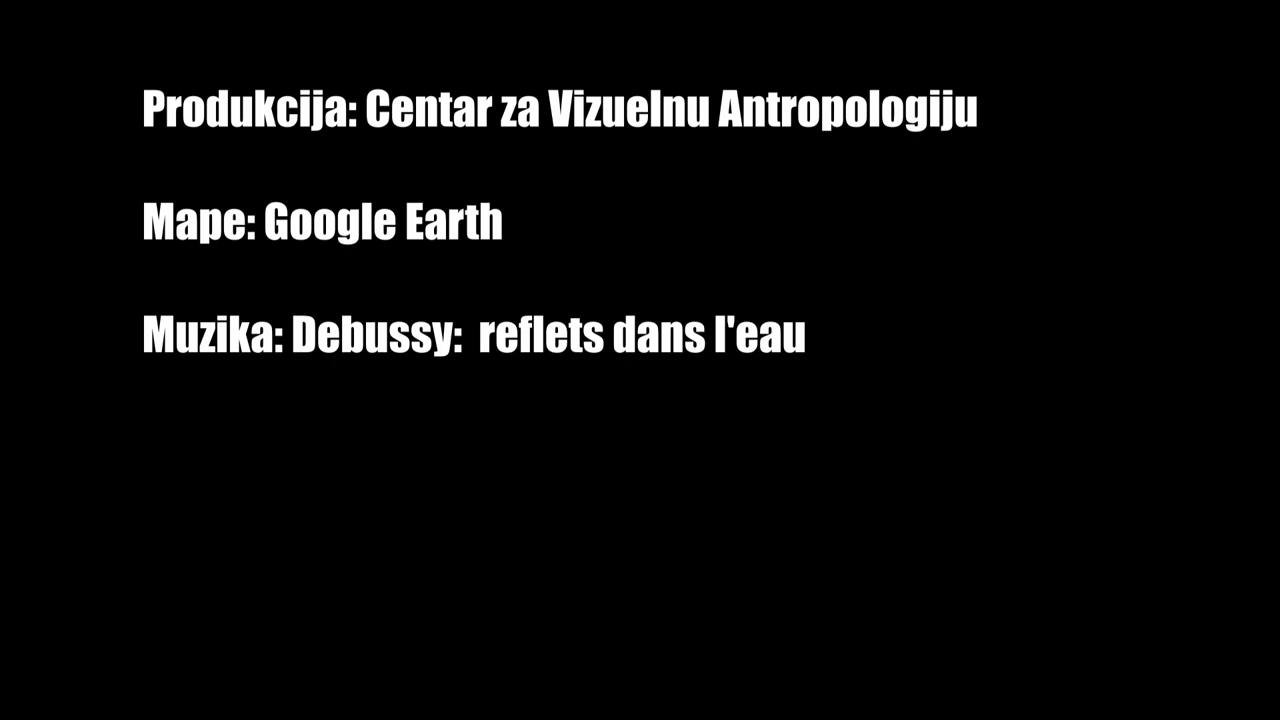 Produkcija: Centar za Vizuelnu Antropologiju
Mape: Google Earth
Muzika: Debussy:  reflets dans l'eau